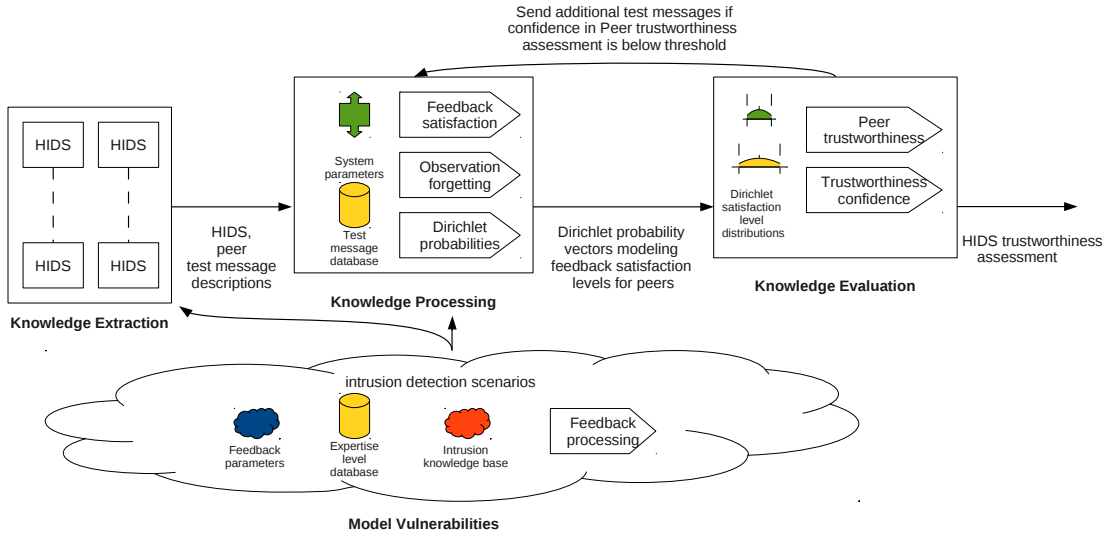 Send additional test messages if
confidence in Peer trustworthiness
assessment is below threshold
HIDS
HIDS
HIDS
HIDS
Knowledge Extraction
HIDS,
peer
test message
descriptions
System
parameters
Test
message
database
Feedback
satisfaction
Observation
forgetting
Dirichlet
probabilities
Knowledge Processing
Dirichlet probability
vectors modeling
feedback satisfaction
levels for peers
Dirichlet
satisfaction
level
distributions
Peer
trustworthiness
Trustworthiness
confidence
Knowledge Evaluation
HIDS trustworthiness
assessment
intrusion detection scenarios
Feedback
parameters
Expertise
level
database
Intrusion
knowledge base
Feedback
processing
Model Vulnerabilities